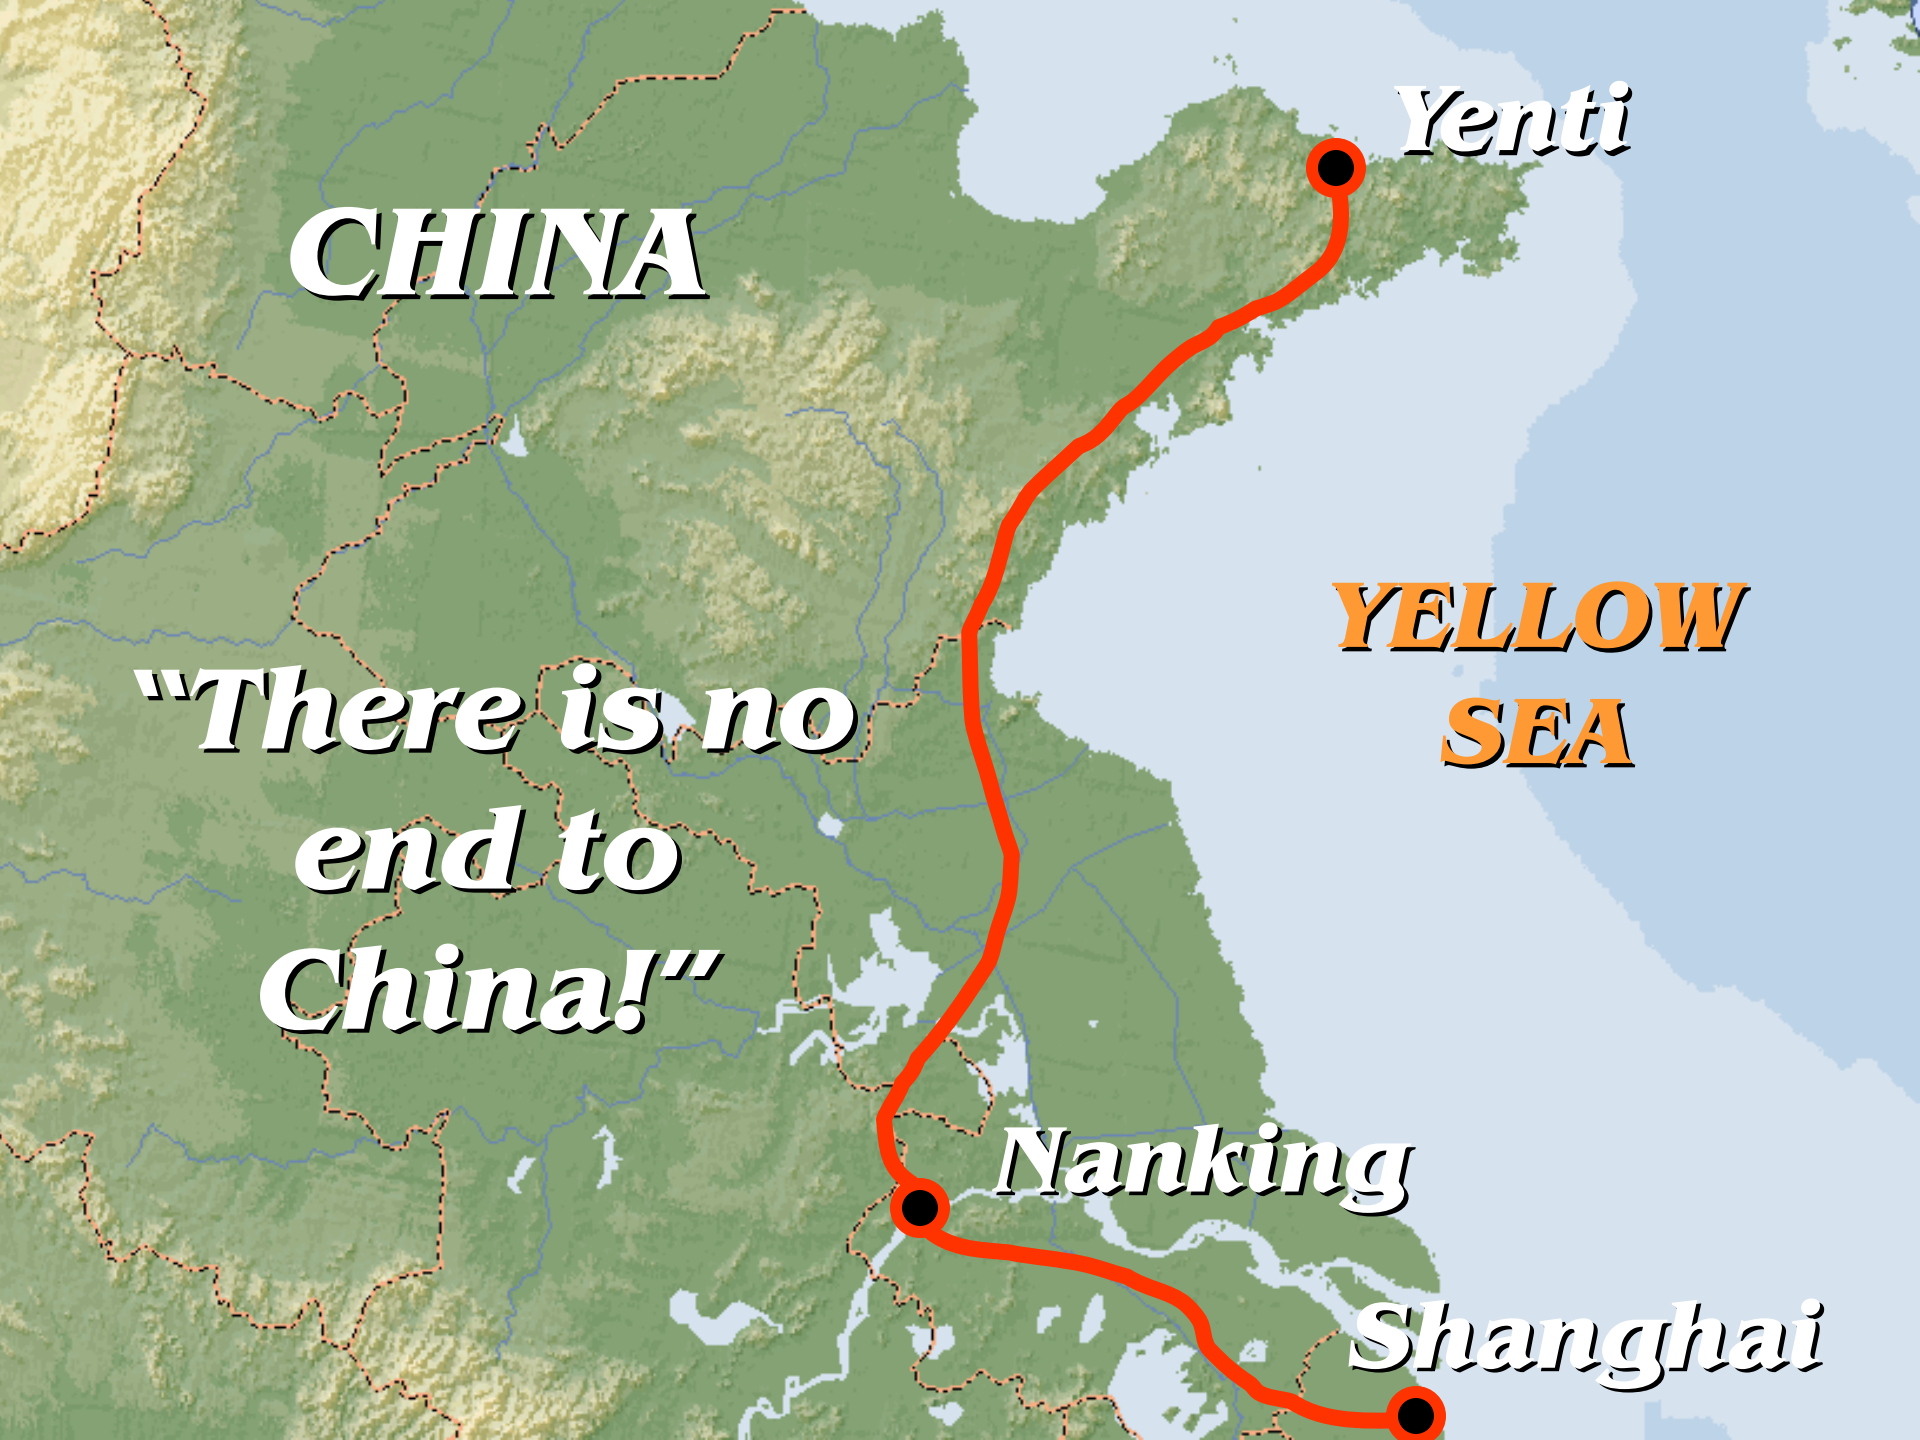 Yenti
CHINA
YELLOW
SEA
“There is no
end to
China!”
Nanking
Shanghai